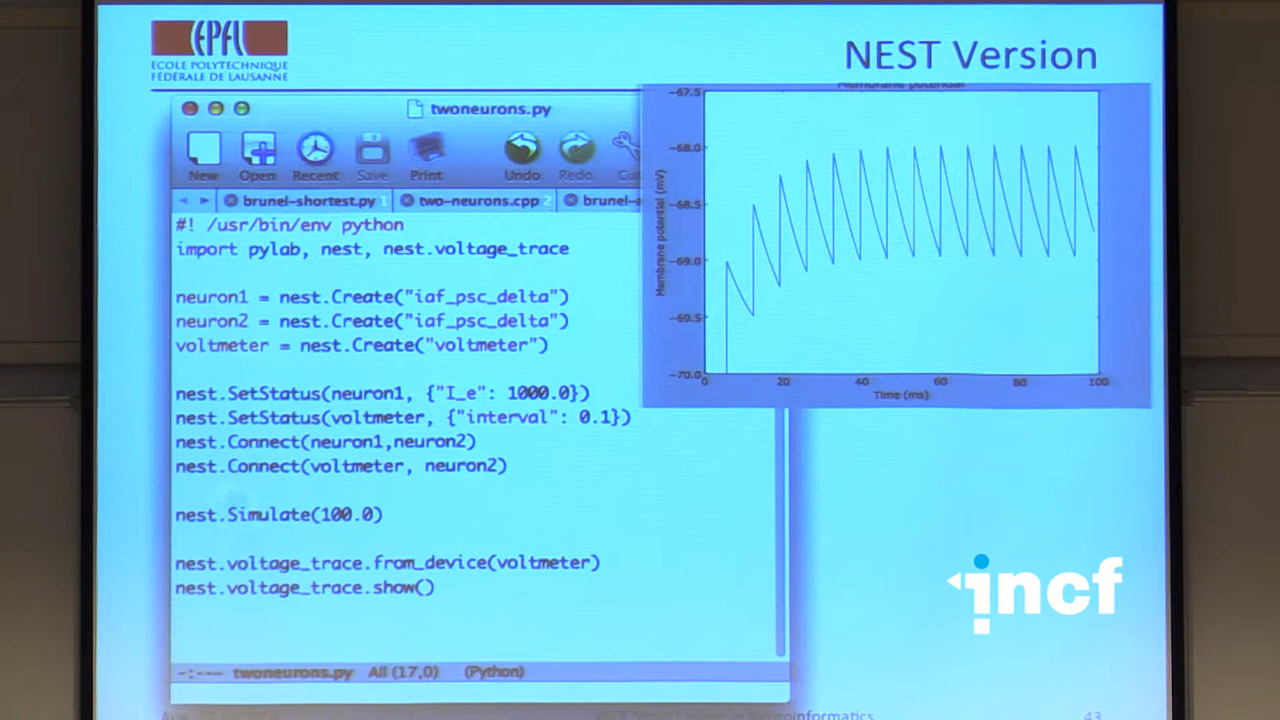 EPFL
ECOLE POLYTECHNIQUE
FÉDÉRALE DE LAUSANNE
NEST Version
twoneurons.py
New Open Recent Save Print Undo Redo
brunel-shortest.py 1 two-neurons.cpp 2
#! /usr/bin/env python
import pylab, nest, nest.voltage_trace
neuron1 = nest.Create("iaf_psc_delta")
neuron2 = nest.Create("iaf_psc_delta")
voltmeter = nest.Create("voltmeter")
nest.SetStatus(neuron1, {"I_e": 1000.0})
nest.SetStatus(voltmeter, {"interval": 0.1})
nest.Connect(neuron1,neuron2)
nest.Connect(voltmeter, neuron2)
nest.Simulate(100.0)
nest.voltage_trace.from_device(voltmeter)
nest.voltage_trace.show()
-:--- twoneurons.py All (17,0) (Python)
Membrane potential
Membrane potential (mV)
-67.5
-68.0
-68.5
-69.0
-69.5
-70.0
0 20 40 60 80 100
Time (ms)
incf
43